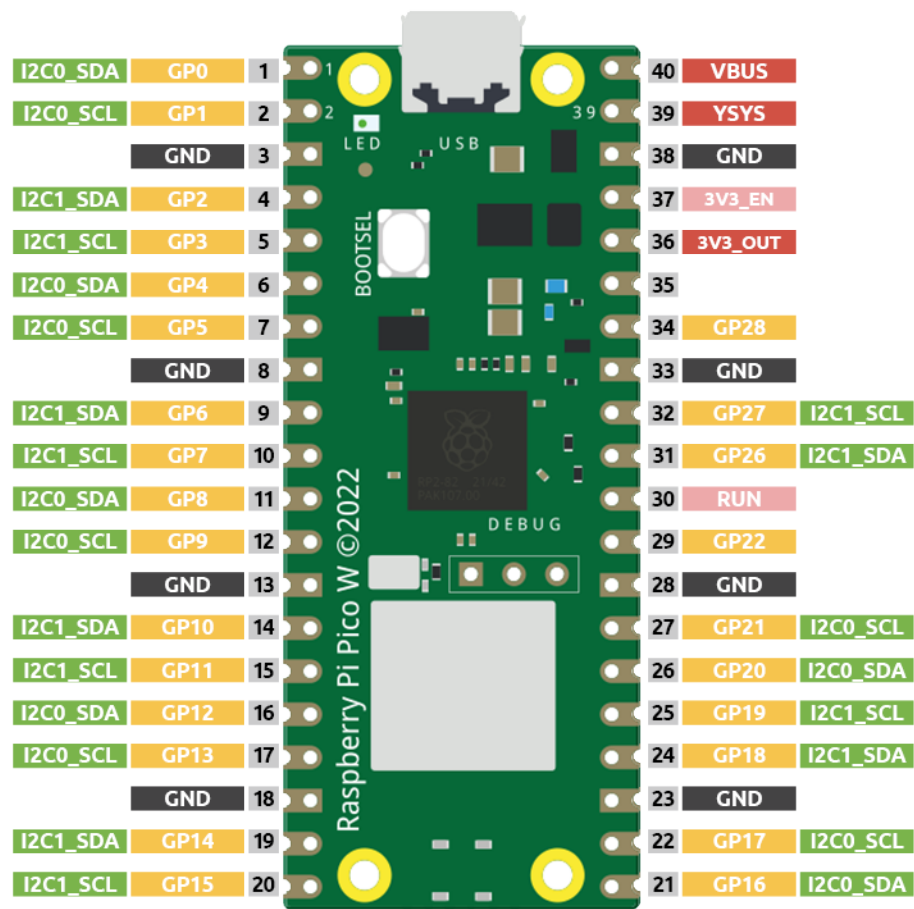 I2C0_SDA GP0 1 1 40 VBUS
I2C0_SCL GP1 2 2 39 39 YSYS
LED USB
GND 3 38 GND
I2C1_SDA GP2 4 37 3V3_EN
I2C1_SCL GP3 5 36 3V3_OUT
BOOTSEL
I2C0_SDA GP4 6 35
I2C0_SCL GP5 7 34 GP28
GND 8 33 GND
I2C1_SDA GP6 9 32 GP27 I2C1_SCL
I2C1_SCL GP7 10 31 GP26 I2C1_SDA
I2C0_SDA GP8 11 30 RUN
DEBUG
I2C0_SCL GP9 12 29 GP22
GND 13 28 GND
I2C1_SDA GP10 14 27 GP21 I2C0_SCL
I2C1_SCL GP11 15 26 GP20 I2C0_SDA
Raspberry Pi Pico W ©2022
I2C0_SDA GP12 16 25 GP19 I2C1_SCL
I2C0_SCL GP13 17 24 GP18 I2C1_SDA
GND 18 23 GND
I2C1_SDA GP14 19 22 GP17 I2C0_SCL
I2C1_SCL GP15 20 21 GP16 I2C0_SDA